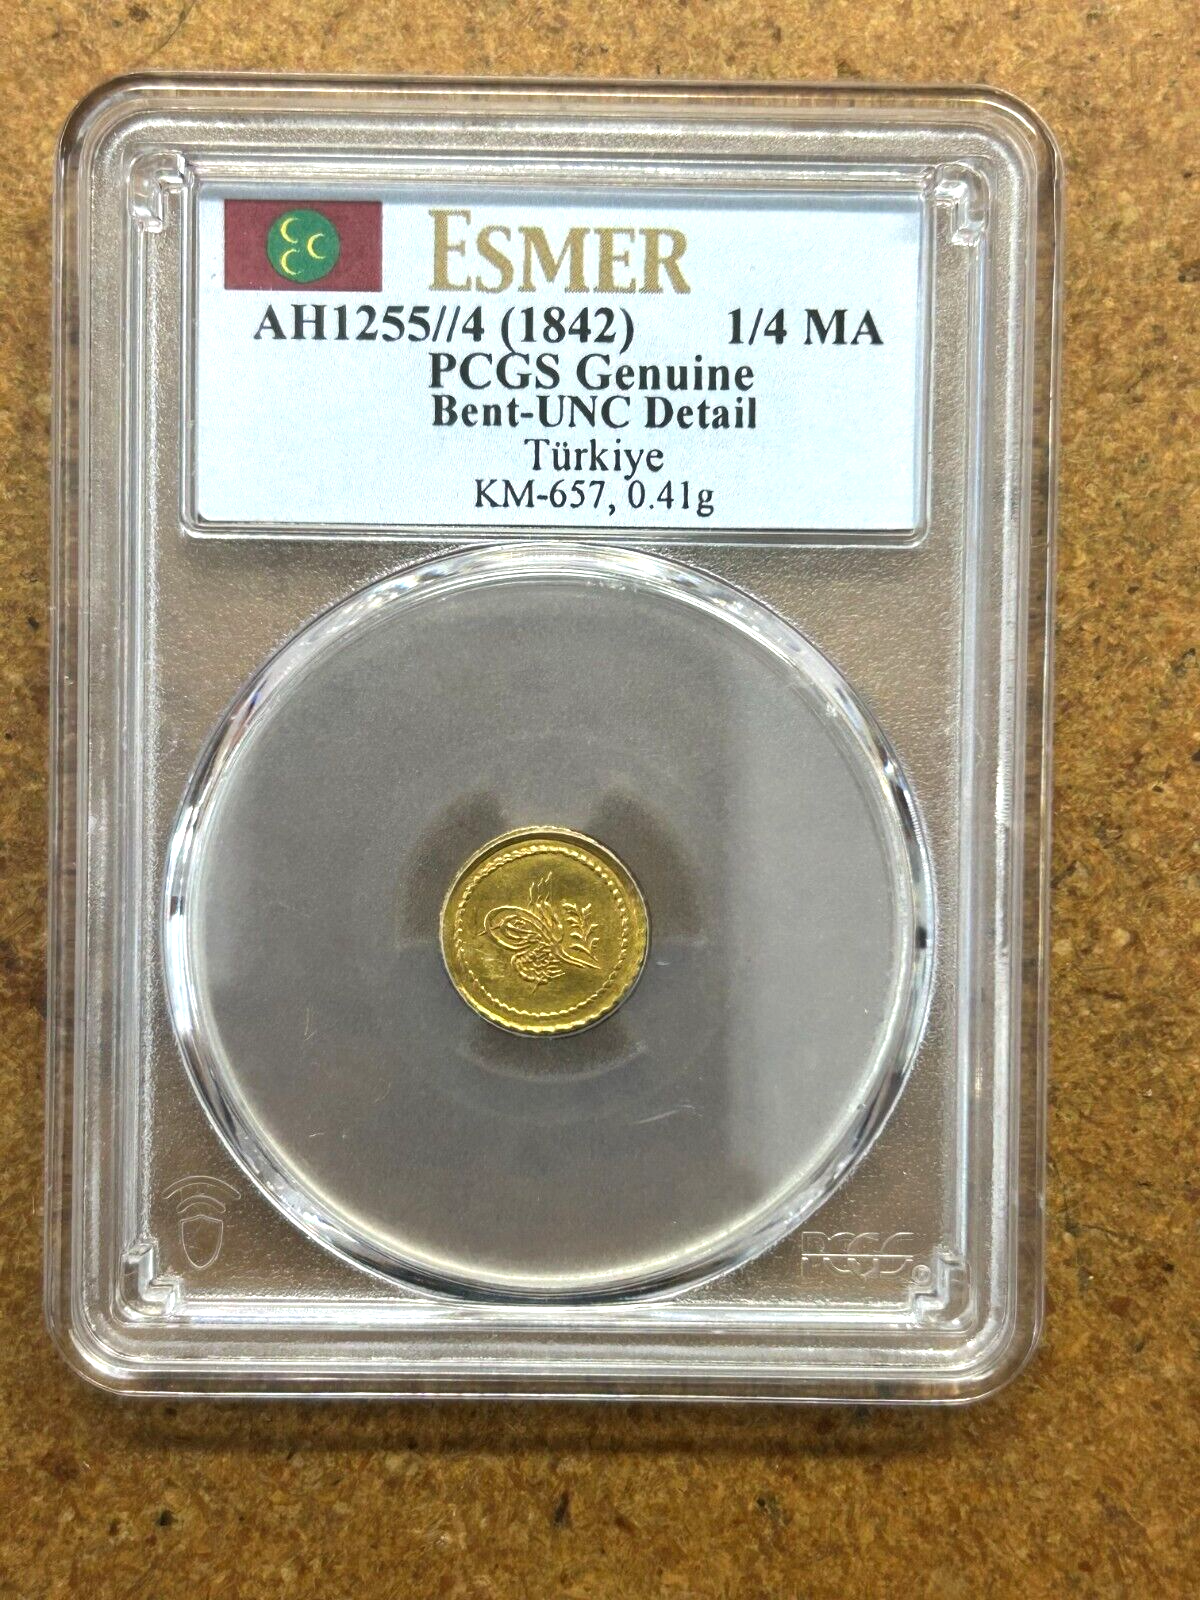 ESMER
AH1255//4 (1842) 1/4 MA
PCGS Genuine
Bent-UNC Detail
Türkiye
KM-657, 0.41g
PCGS